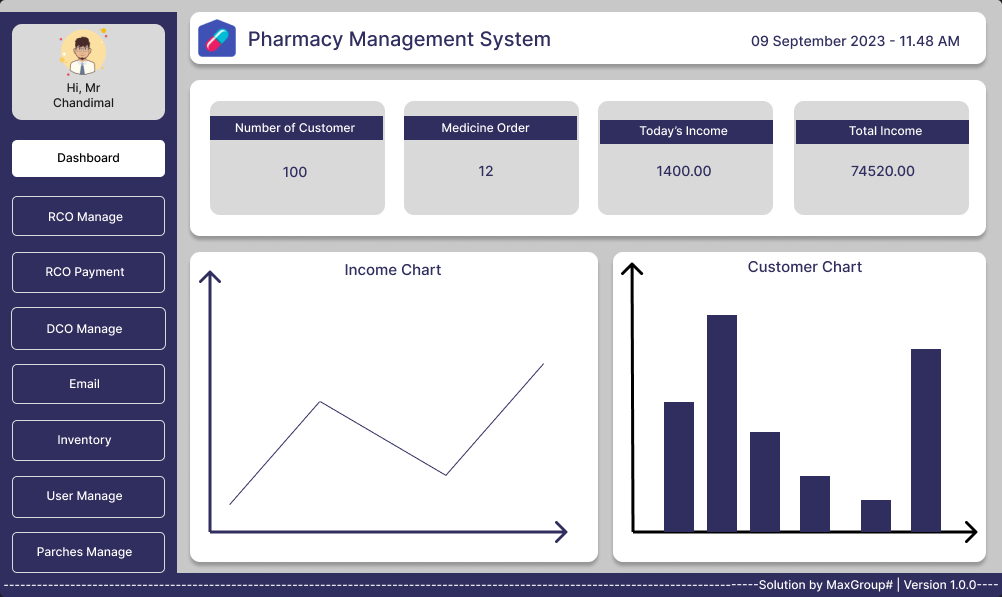 Hi, Mr
Chandimal
Dashboard
RCO Manage
RCO Payment
DCO Manage
Email
Inventory
User Manage
Parches Manage
Pharmacy Management System
09 September 2023 - 11.48 AM
Number of Customer
100
Medicine Order
12
Today's Income
1400.00
Total Income
74520.00
Income Chart
Customer Chart
Solution by MaxGroup# | Version 1.0.0